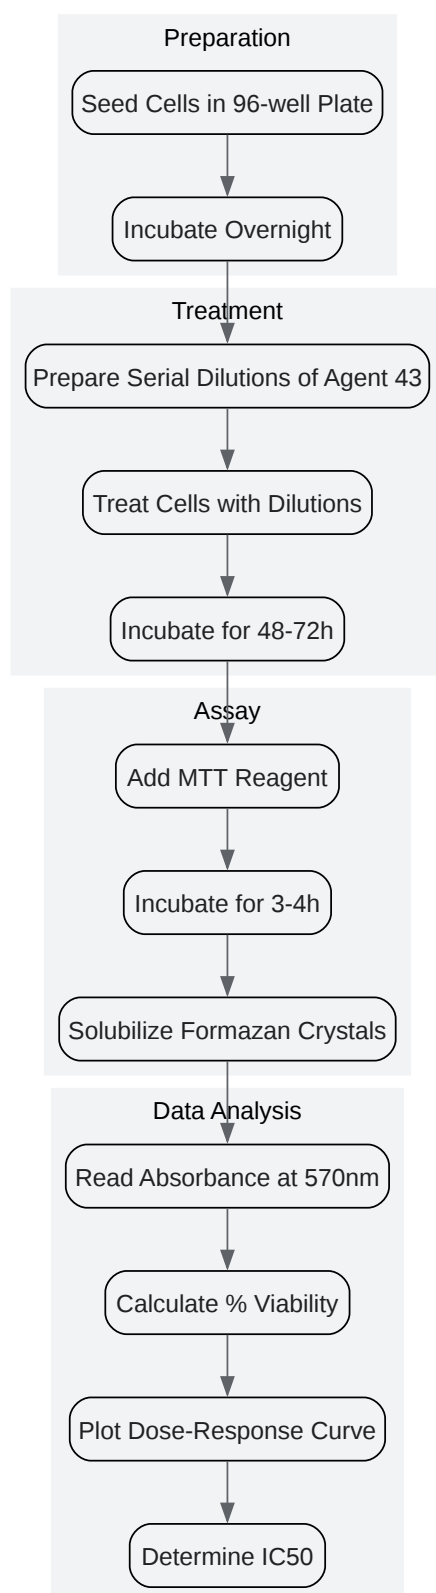 Preparation
Seed Cells in 96-well Plate
Incubate Overnight
Treatment
Prepare Serial Dilutions of Agent 43
Treat Cells with Dilutions
Incubate for 48-72h
Assay
Add MTT Reagent
Incubate for 3-4h
Solubilize Formazan Crystals
Data Analysis
Read Absorbance at 570nm
Calculate % Viability
Plot Dose-Response Curve
Determine IC50